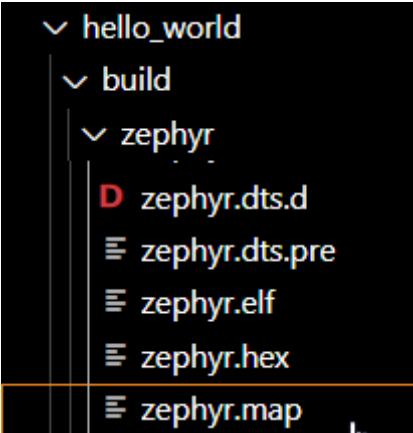 hello_world
build
zephyr
D zephyr.dts.d
zephyr.dts.pre
zephyr.elf
zephyr.hex
zephyr.map